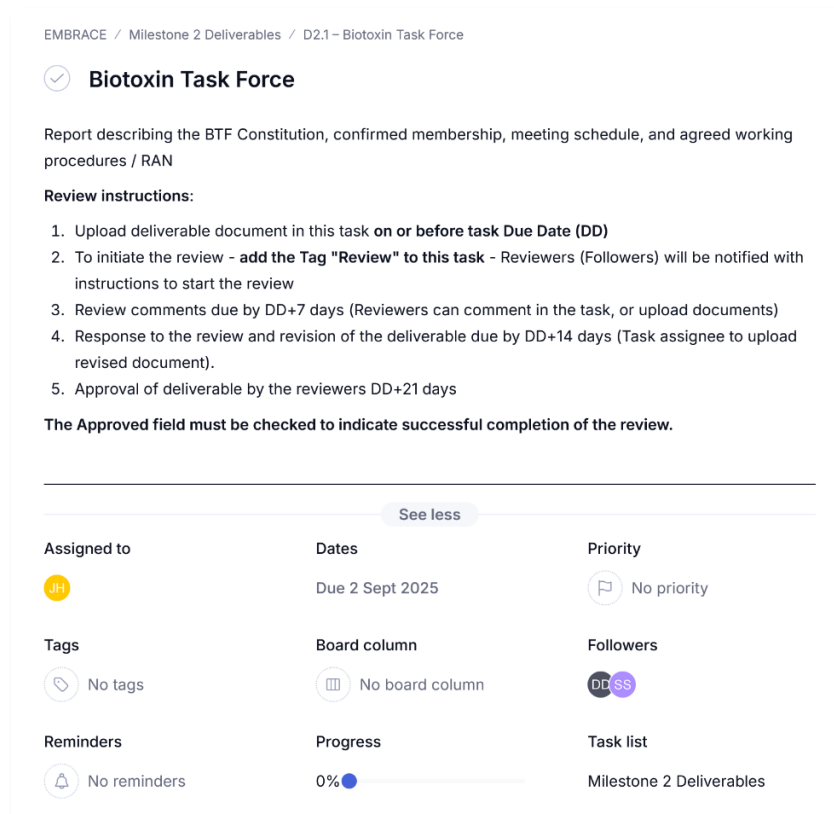 EMBRACE / Milestone 2 Deliverables / D2.1 – Biotoxin Task Force
Biotoxin Task Force
Report describing the BTF Constitution, confirmed membership, meeting schedule, and agreed working
procedures / RAN
Review instructions:
1. Upload deliverable document in this task on or before task Due Date (DD)
2. To initiate the review - add the Tag "Review" to this task - Reviewers (Followers) will be notified with
instructions to start the review
3. Review comments due by DD+7 days (Reviewers can comment in the task, or upload documents)
4. Response to the review and revision of the deliverable due by DD+14 days (Task assignee to upload
revised document).
5. Approval of deliverable by the reviewers DD+21 days
The Approved field must be checked to indicate successful completion of the review.
See less
Assigned to
JH
Dates
Due 2 Sept 2025
Priority
No priority
Tags
No tags
Board column
No board column
Followers
DD SS
Reminders
No reminders
Progress
0%
Task list
Milestone 2 Deliverables